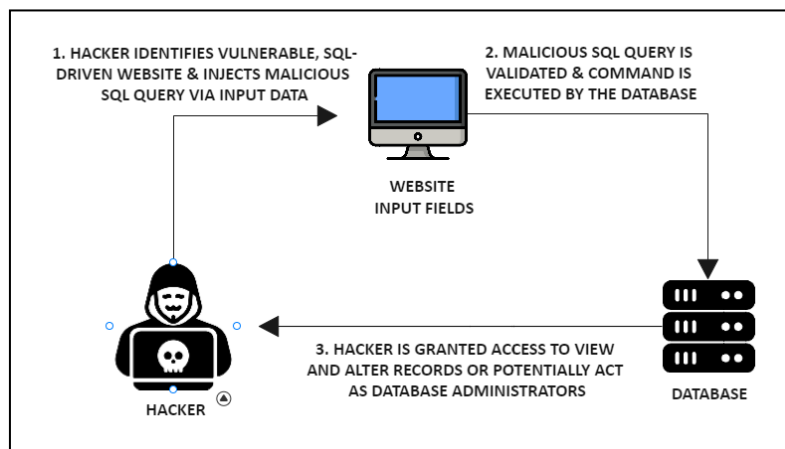 1. HACKER IDENTIFIES VULNERABLE, SQL-
DRIVEN WEBSITE & INJECTS MALICIOUS
SQL QUERY VIA INPUT DATA
2. MALICIOUS SQL QUERY IS
VALIDATED & COMMAND IS
EXECUTED BY THE DATABASE
WEBSITE
INPUT FIELDS
3. HACKER IS GRANTED ACCESS TO VIEW
AND ALTER RECORDS OR POTENTIALLY ACT
AS DATABASE ADMINISTRATORS
HACKER
DATABASE